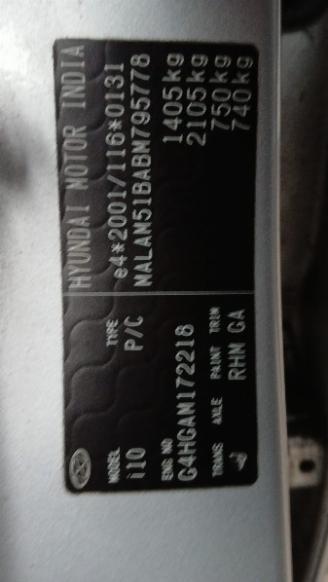 HYUNDAI MOTOR INDIA
e4*2001/116*0131
MALAM51BABM795778
1405kg
2105kg
750kg
740kg
MODEL TYPE
i10 P/C
ENG NO
G4HGAM172218
TRANS AXLE PAINT TRIM
RHM GA